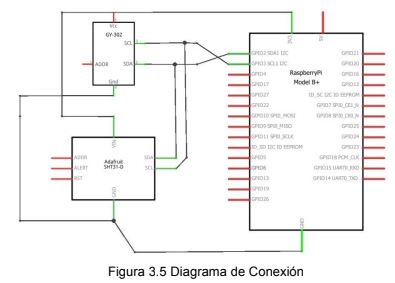 Vcc
GY-302
SCL
SDA
ADDR
Gnd
VIN
ADDR
ALERT
RST
Adafruit
SHT31-D
SDA
SCL
GND
3V3
5V
RaspberryPi
Model B+
GPIO2 SDA1 I2C
GPIO3 SCL1 I2C
GPIO4
GPIO17
GPIO27
GPIO22
GPIO10 SPI0_MOSI
GPIO9 SPI0_MISO
GPIO11 SPI0_SCLK
ID_SD I2C ID EEPROM
GPIO5
GPIO6
GPIO13
GPIO19
GPIO26
GPIO21
GPIO20
GPIO16
GPIO12
ID_SC I2C ID EEPROM
GPIO7 SPI0_CE1_N
GPIO8 SPI0_CE0_N
GPIO25
GPIO24
GPIO23
GPIO18 PCM_CLK
GPIO15 UART0_RXD
GPIO14 UART0_TXD
GND
Figura 3.5 Diagrama de Conexión